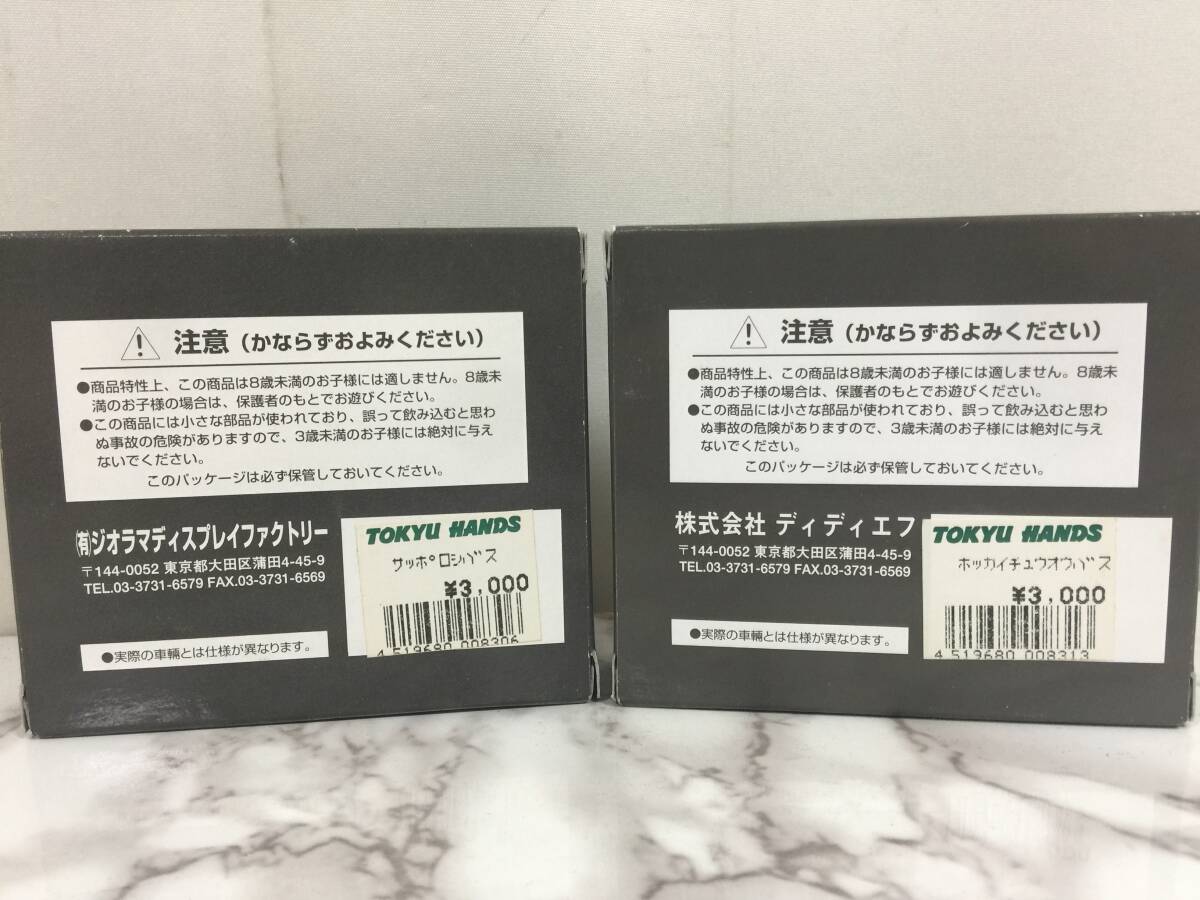 注意（かならずおよみください）
●商品特性上、この商品は8歳未満のお子様には適しません。8歳未
満のお子様の場合は、保護者のもとでお遊びください。
●この商品には小さな部品が使われており、誤って飲み込むと思わ
ぬ事故の危険がありますので、3歳未満のお子様には絶対に与え
ないでください。
このパッケージは必ず保管しておいてください。
㈲ジオラマディスプレイファクトリー
〒144-0052 東京都大田区蒲田4-45-9
TEL.03-3731-6579 FAX.03-3731-6569
●実際の車輛とは仕様が異なります。
TOKYU HANDS
サッポロシバス
¥3,000
4 519680 008306
注意（かならずおよみください）
●商品特性上、この商品は8歳未満のお子様には適しません。8歳未
満のお子様の場合は、保護者のもとでお遊びください。
●この商品には小さな部品が使われており、誤って飲み込むと思わ
ぬ事故の危険がありますので、3歳未満のお子様には絶対に与え
ないでください。
このパッケージは必ず保管しておいてください。
株式会社 ディディエフ
〒144-0052 東京都大田区蒲田4-45-9
TEL.03-3731-6579 FAX.03-3731-6569
●実際の車輛とは仕様が異なります。
TOKYU HANDS
ホッカイチュウオウバス
¥3,000
4 519680 008313